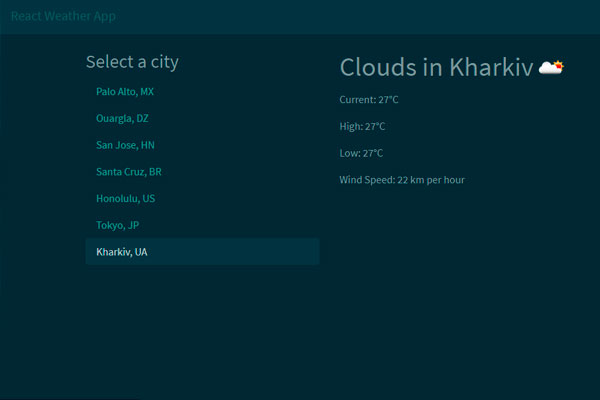 React Weather App
Select a city
Palo Alto, MX
Ouargla, DZ
San Jose, HN
Santa Cruz, BR
Honolulu, US
Tokyo, JP
Kharkiv, UA
Clouds in Kharkiv
Current: 27°C
High: 27°C
Low: 27°C
Wind Speed: 22 km per hour